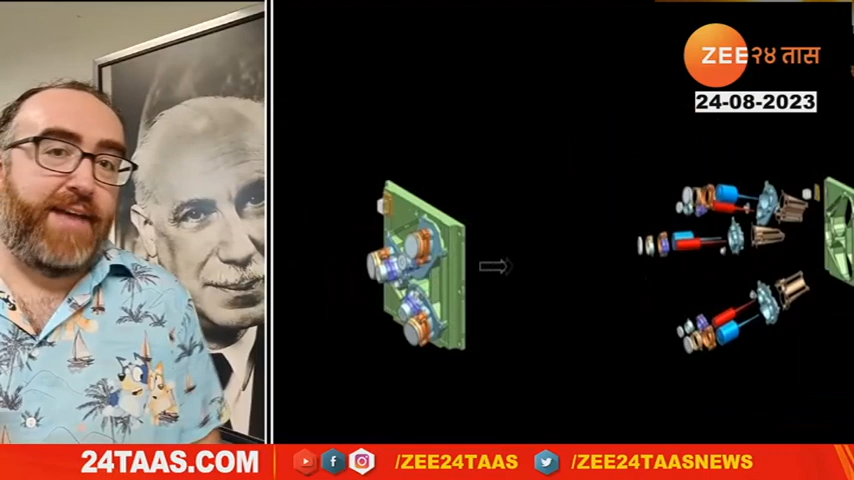 ZEE २४ तास
24-08-2023
24TAAS.COM
/ZEE24TAAS
/ZEE24TAASNEWS